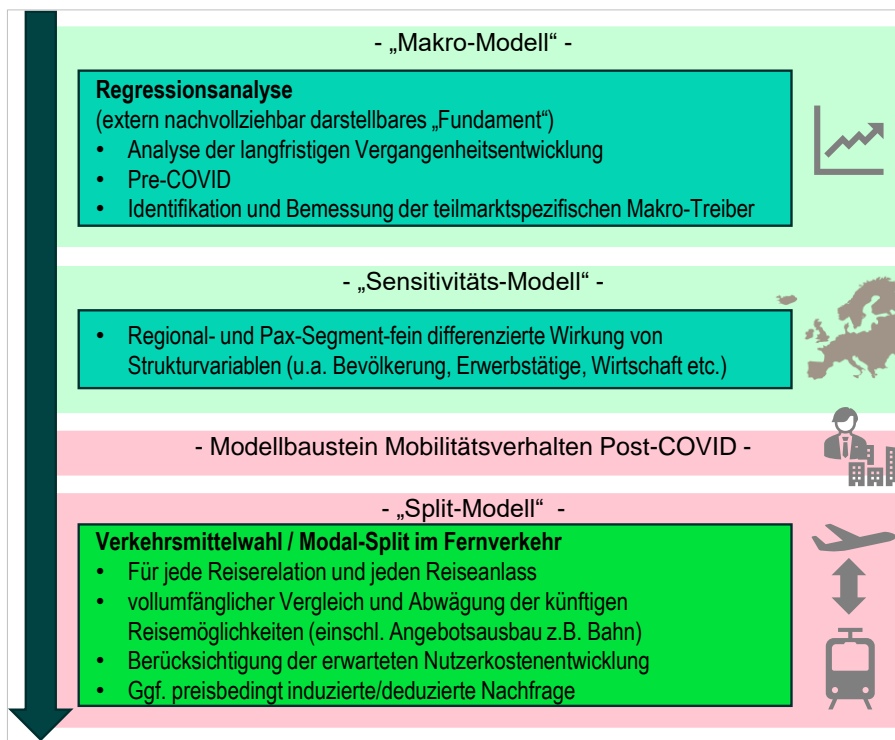 - „Makro-Modell“ -
Regressionsanalyse
(extern nachvollziehbar darstellbares „Fundament“)
• Analyse der langfristigen Vergangenheitsentwicklung
• Pre-COVID
• Identifikation und Bemessung der teilmarktspezifischen Makro-Treiber
- „Sensitivitäts-Modell“ -
• Regional- und Pax-Segment-fein differenzierte Wirkung von
Strukturvariablen (u.a. Bevölkerung, Erwerbstätige, Wirtschaft etc.)
- Modellbaustein Mobilitätsverhalten Post-COVID -
- „Split-Modell“ -
Verkehrsmittelwahl / Modal-Split im Fernverkehr
• Für jede Reiserelation und jeden Reiseanlass
• vollumfänglicher Vergleich und Abwägung der künftigen
Reisemöglichkeiten (einschl. Angebotsausbau z.B. Bahn)
• Berücksichtigung der erwarteten Nutzerkostenentwicklung
• Ggf. preisbedingt induzierte/deduzierte Nachfrage